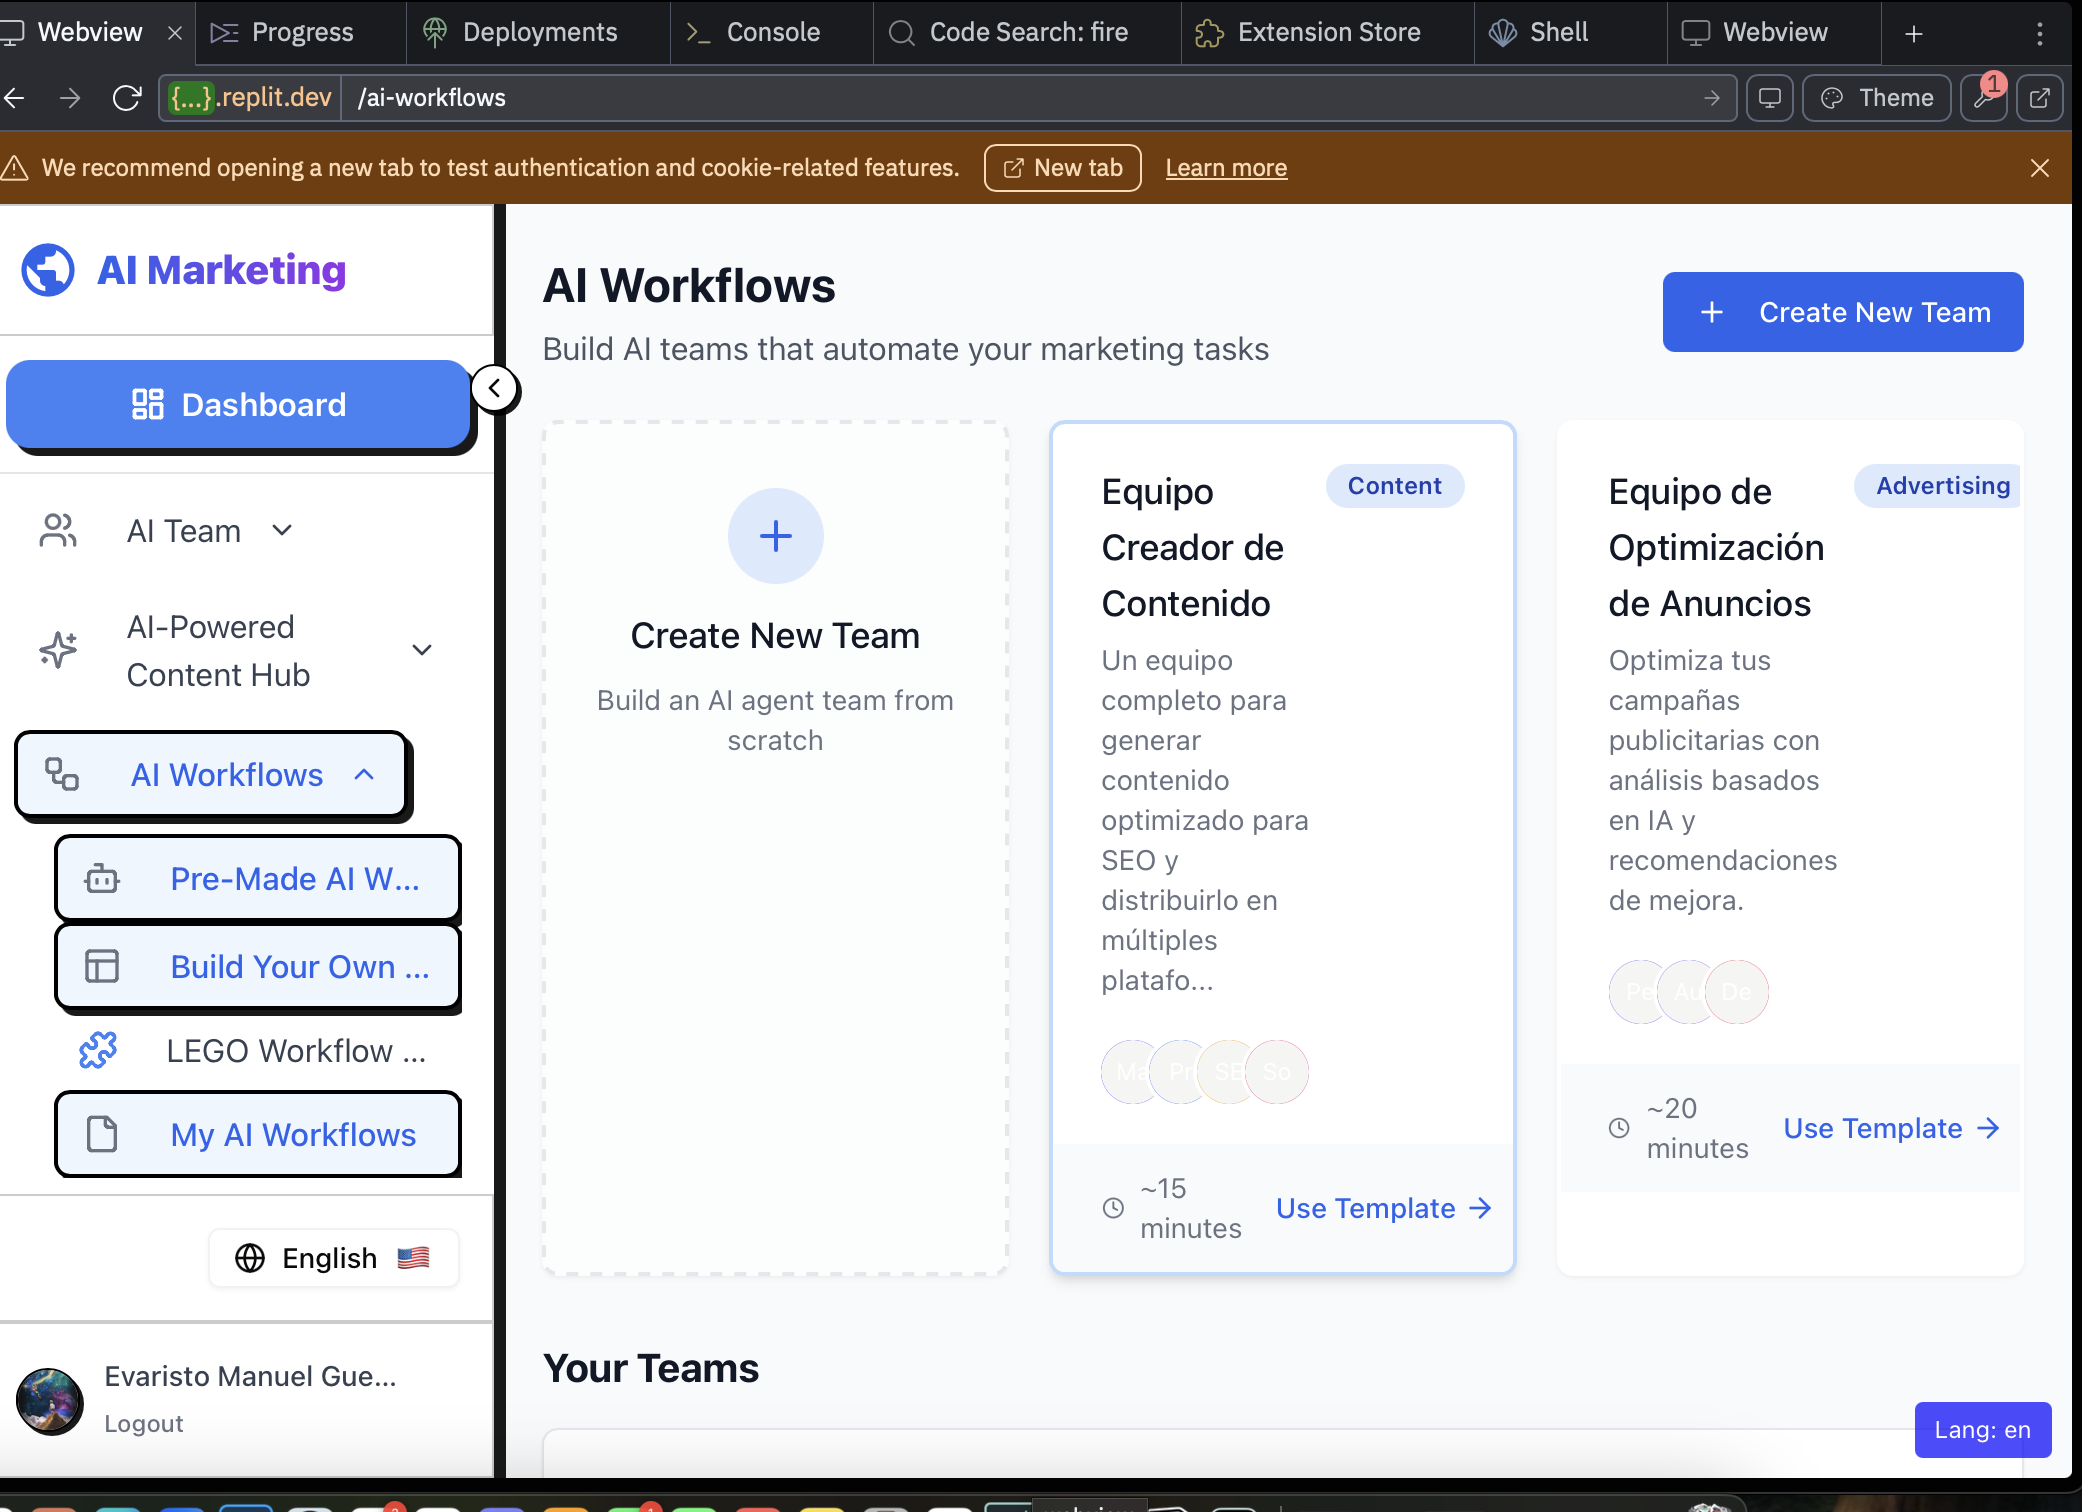 Webview
Progress
Deployments
Console
Code Search: fire
Extension Store
Shell
Webview
{...}.replit.dev
/ai-workflows
Theme
1
We recommend opening a new tab to test authentication and cookie-related features.
New tab
Learn more
AI Marketing
Dashboard
AI Team
AI-Powered
Content Hub
AI Workflows
Pre-Made AI W...
Build Your Own ...
LEGO Workflow ...
My AI Workflows
English
Evaristo Manuel Gue...
Logout
AI Workflows
Build AI teams that automate your marketing tasks
Create New Team
Create New Team
Build an AI agent team from
scratch
Equipo
Creador de
Contenido
Content
Un equipo
completo para
generar
contenido
optimizado para
SEO y
distribuirlo en
múltiples
platafo...
Ma
Pr
SE
So
~15
minutes
Use Template
Equipo de
Optimización
de Anuncios
Advertising
Optimiza tus
campañas
publicitarias con
análisis basados
en IA y
recomendaciones
de mejora.
Pe
Au
De
~20
minutes
Use Template
Your Teams
Lang: en